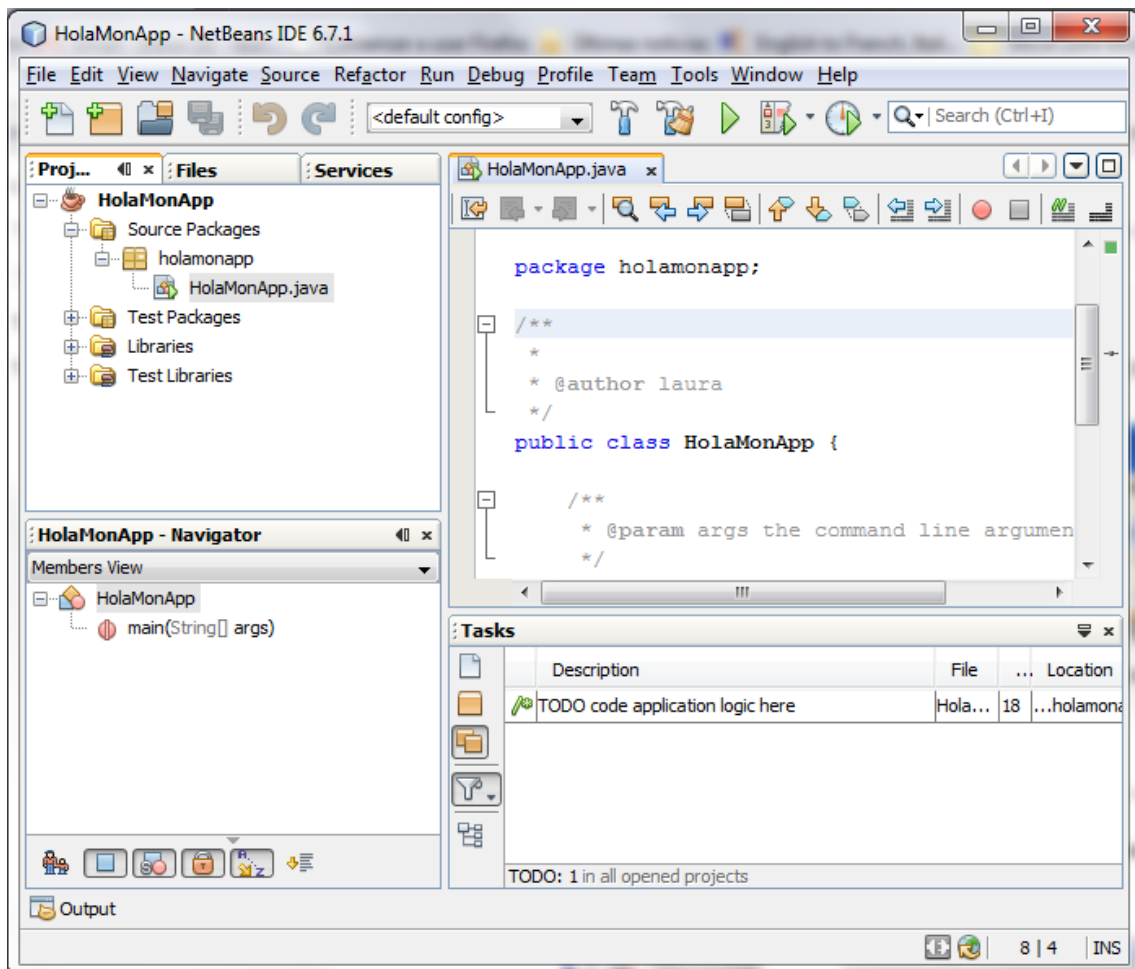 HolaMonApp - NetBeans IDE 6.7.1
File Edit View Navigate Source Refactor Run Debug Profile Team Tools Window Help
<default config>
Search (Ctrl+I)
Proj...
Files
Services
HolaMonApp
Source Packages
holamonapp
HolaMonApp.java
Test Packages
Libraries
Test Libraries
HolaMonApp - Navigator
Members View
HolaMonApp
main(String[] args)
HolaMonApp.java
package holamonapp;
/**
*
* @author laura
*/
public class HolaMonApp {
/**
* @param args the command line argumen
*/
Tasks
Description File ... Location
TODO code application logic here Hola... 18 ...holamona
TODO: 1 in all opened projects
Output
8 | 4 INS